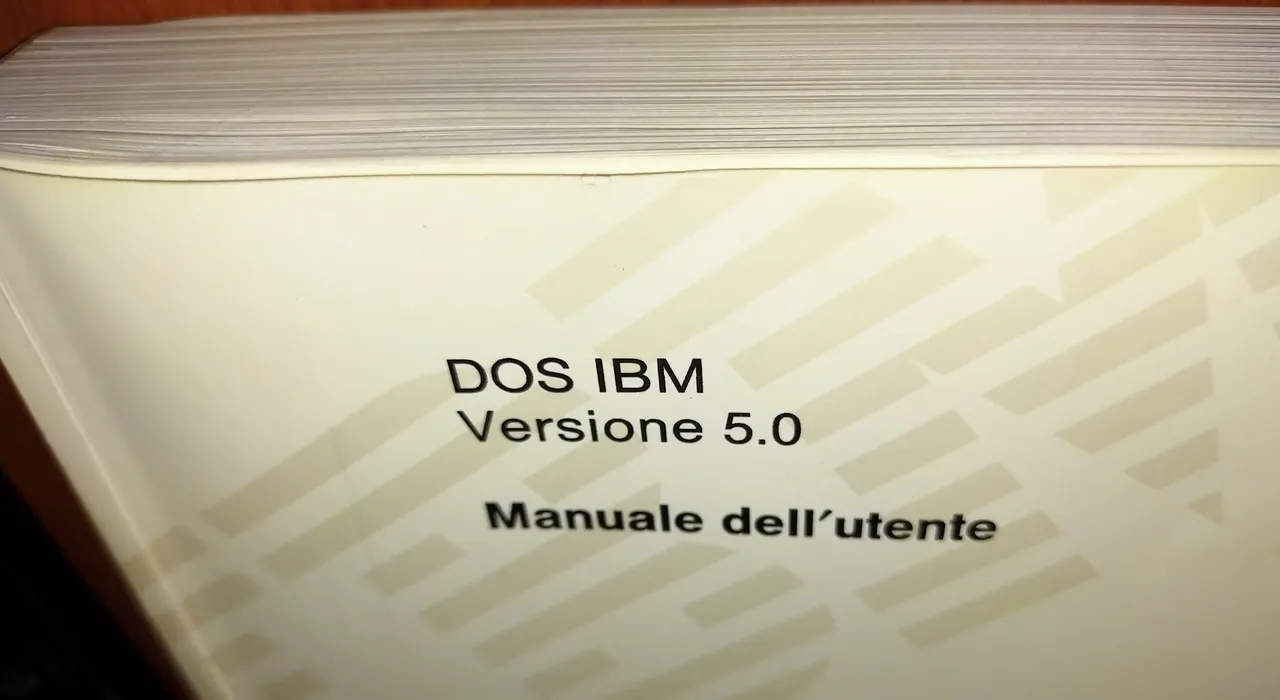 DOS IBM
Versione 5.0
Manuale dell'utente